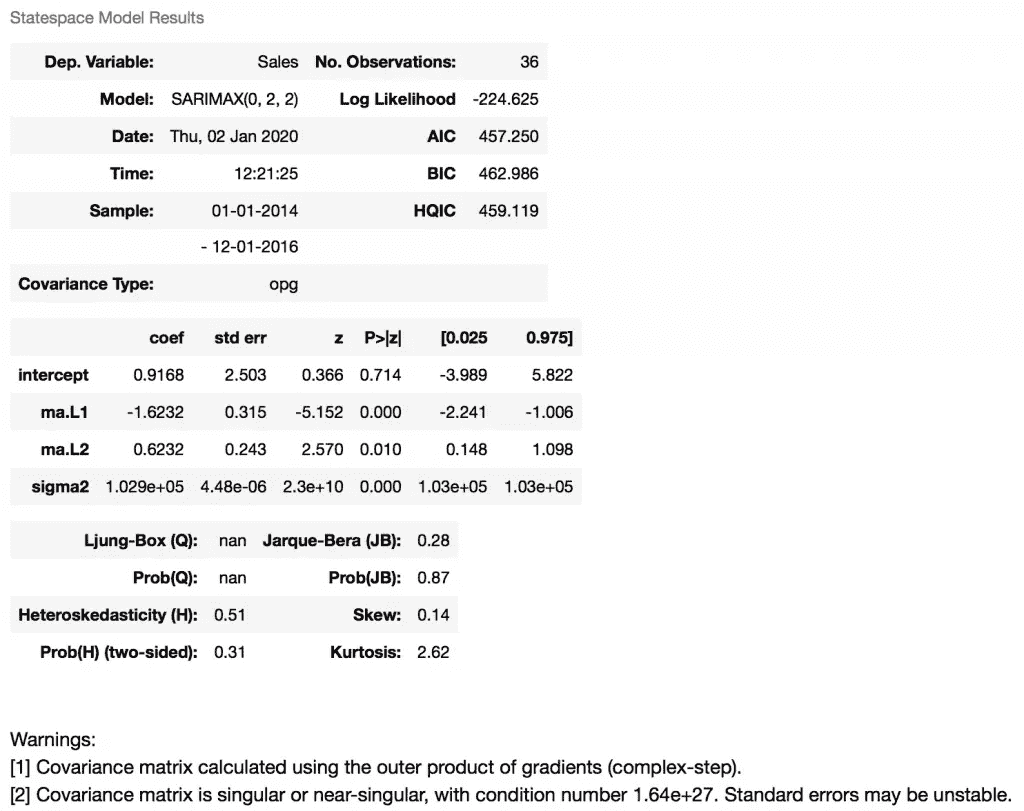 Statespace Model Results
Dep. Variable: Sales No. Observations: 36
Model: SARIMAX(0, 2, 2) Log Likelihood -224.625
Date: Thu, 02 Jan 2020 AIC 457.250
Time: 12:21:25 BIC 462.986
Sample: 01-01-2014 HQIC 459.119
- 12-01-2016
Covariance Type: opg
coef std err z P>|z| [0.025 0.975]
intercept 0.9168 2.503 0.366 0.714 -3.989 5.822
ma.L1 -1.6232 0.315 -5.152 0.000 -2.241 -1.006
ma.L2 0.6232 0.243 2.570 0.010 0.148 1.098
sigma2 1.029e+05 4.48e-06 2.3e+10 0.000 1.03e+05 1.03e+05
Ljung-Box (Q): nan Jarque-Bera (JB): 0.28
Prob(Q): nan Prob(JB): 0.87
Heteroskedasticity (H): 0.51 Skew: 0.14
Prob(H) (two-sided): 0.31 Kurtosis: 2.62
Warnings:
[1] Covariance matrix calculated using the outer product of gradients (complex-step).
[2] Covariance matrix is singular or near-singular, with condition number 1.64e+27. Standard errors may be unstable.